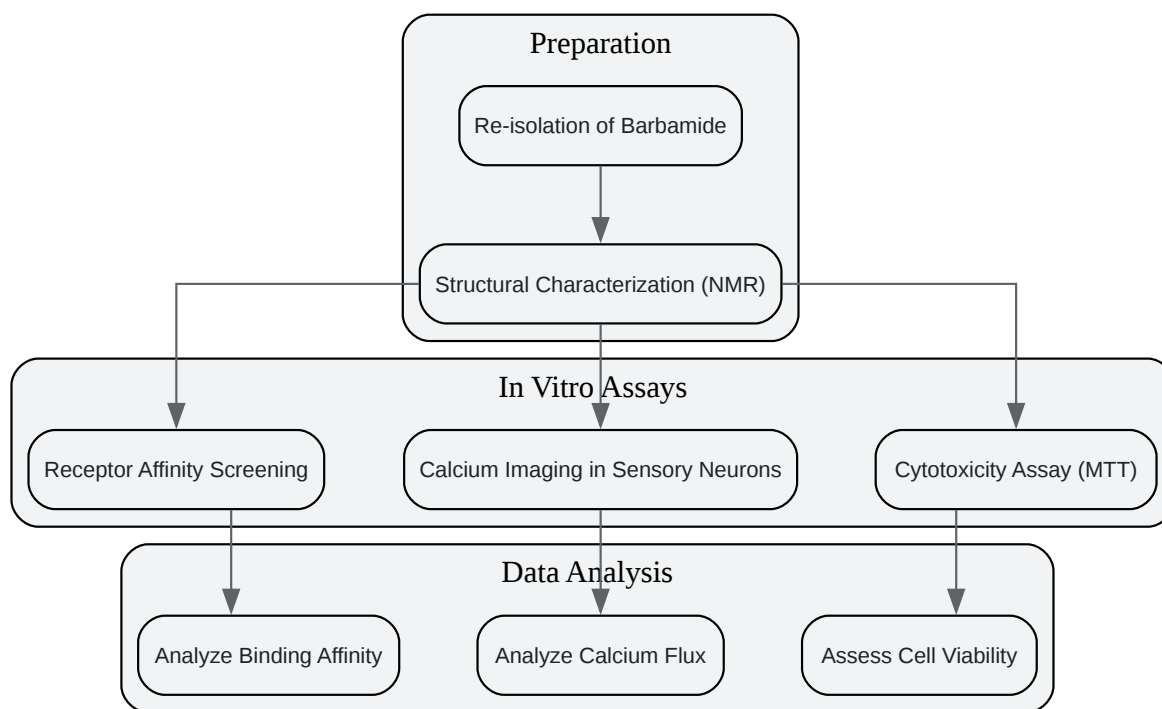 Preparation
Re-isolation of Barbamide
Structural Characterization (NMR)
In Vitro Assays
Receptor Affinity Screening
Calcium Imaging in Sensory Neurons
Cytotoxicity Assay (MTT)
Data Analysis
Analyze Binding Affinity
Analyze Calcium Flux
Assess Cell Viability